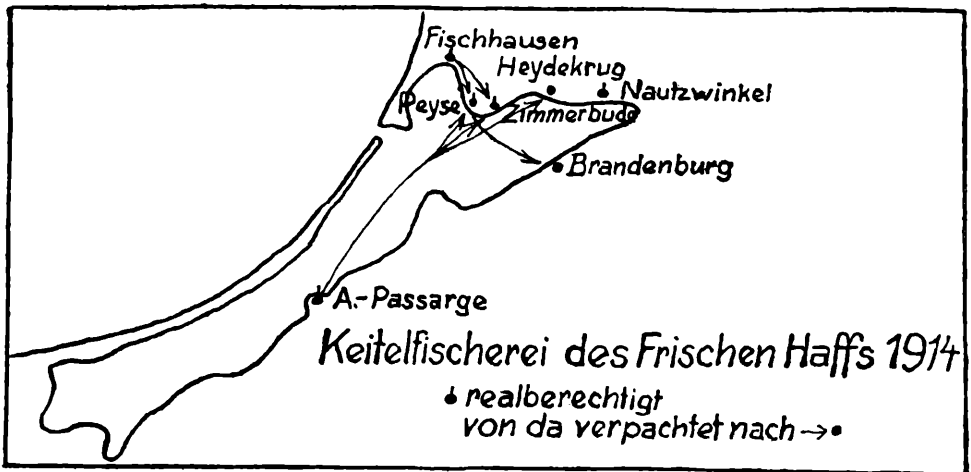 Fischhausen
Heydekrug
Nautzwinkel
Peyse
Zimmerbude
Brandenburg
A.-Passarge
Keitelfischerei des Frischen Haffs 1914
realberechtigt
von da verpachtet nach →